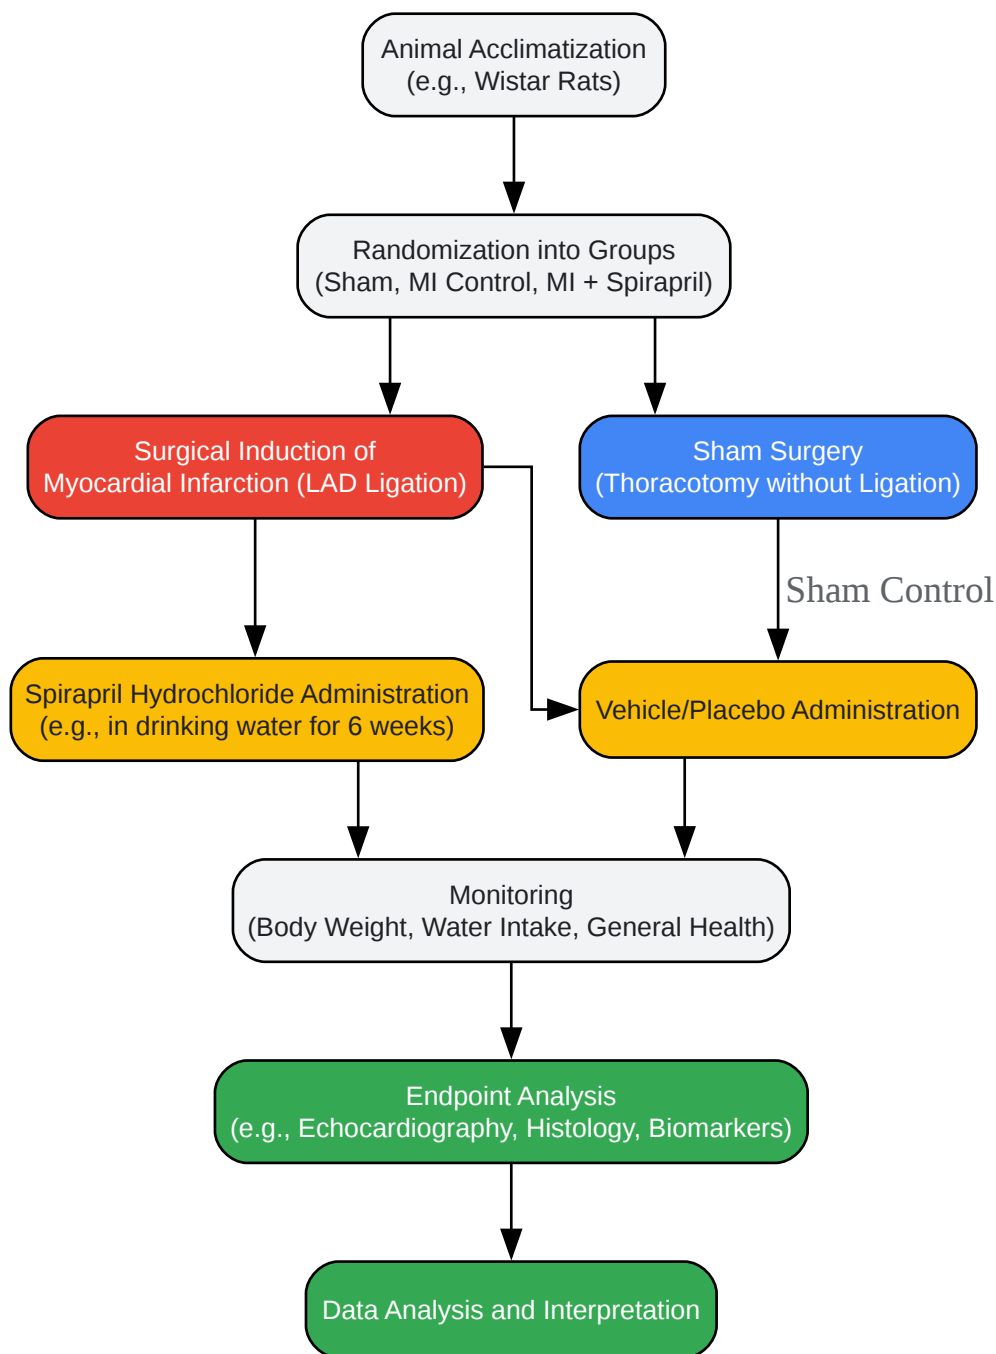 Animal Acclimatization
(e.g., Wistar Rats)
Randomization into Groups
(Sham, MI Control, MI + Spirapril)
Surgical Induction of
Myocardial Infarction (LAD Ligation)
Sham Surgery
(Thoracotomy without Ligation)
Sham Control
Spirapril Hydrochloride Administration
(e.g., in drinking water for 6 weeks)
Vehicle/Placebo Administration
Monitoring
(Body Weight, Water Intake, General Health)
Endpoint Analysis
(e.g., Echocardiography, Histology, Biomarkers)
Data Analysis and Interpretation